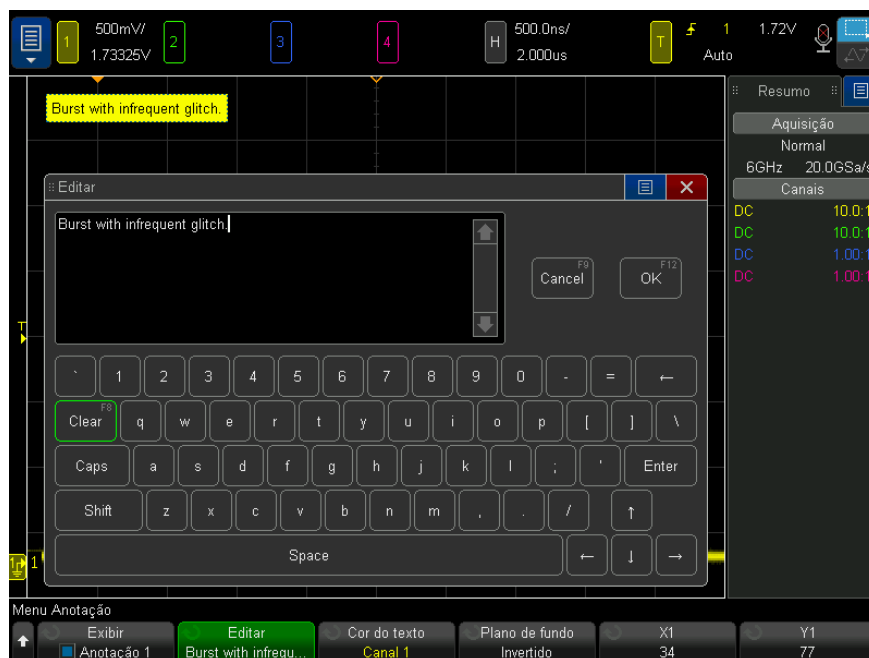 1 500mV/ 2 3 4 H 500.0ns/ T 1 1.72V
1.73325V 2.000us Auto
Burst with infrequent glitch.
Resumo
Aquisição
Normal
6GHz 20.0GSa/s
Canais
DC 10.0:1
DC 10.0:1
DC 1.00:1
DC 1.00:1
Editar
Burst with infrequent glitch.
Cancel F9 OK F12
` 1 2 3 4 5 6 7 8 9 0 - = ←
Clear F8 q w e r t y u i o p [ ] \
Caps a s d f g h j k l ; ' Enter
Shift z x c v b n m , . / ↑
Space ← ↓ →
T
1
Menu Anotação
Exibir Editar Cor do texto Plano de fundo X1 Y1
Anotação 1 Burst with infrequ... Canal 1 Invertido 34 77